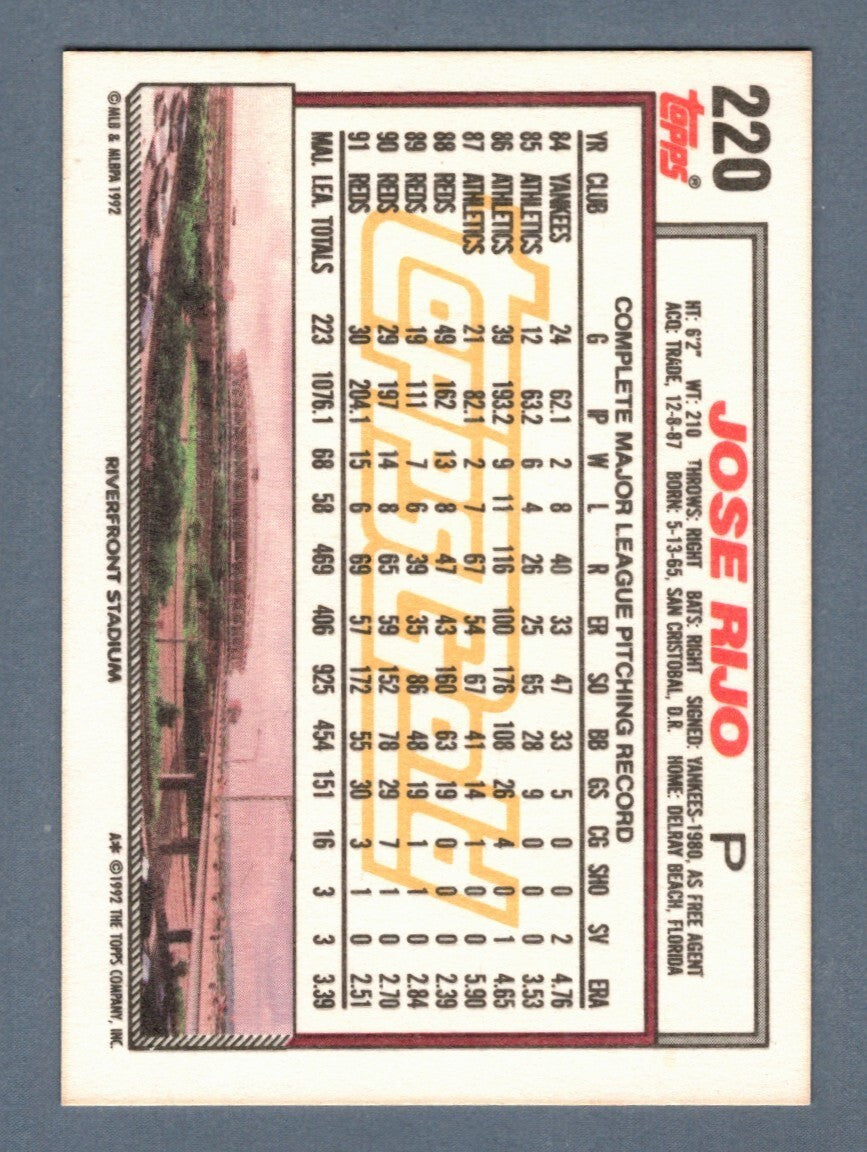 220
topps®
JOSE RIJO P
HT: 6'2" WT: 210 THROWS: RIGHT BATS: RIGHT SIGNED: YANKEES-1980, AS FREE AGENT
ACQ: TRADE, 12-8-87 BORN: 5-13-65, SAN CRISTOBAL, D.R. HOME: DELRAY BEACH, FLORIDA
COMPLETE MAJOR LEAGUE PITCHING RECORD
YR CLUB G IP W L R ER SO BB GS CG SHO SV ERA
84 YANKEES 24 62.1 2 8 40 33 47 33 5 0 0 2 4.76
85 ATHLETICS 12 63.2 6 4 26 25 65 28 9 0 0 0 3.53
86 ATHLETICS 39 193.2 9 11 116 100 176 108 26 4 0 1 4.65
87 ATHLETICS 21 82.1 2 7 67 54 67 41 14 1 0 0 5.90
88 REDS 49 162 13 8 47 43 160 63 19 0 0 0 2.39
89 REDS 19 111 7 6 39 35 86 48 19 1 1 0 2.84
90 REDS 29 197 14 8 65 59 152 78 29 7 1 0 2.70
91 REDS 30 204.1 15 6 69 57 172 55 30 3 1 0 2.51
MAJ. LEA. TOTALS 223 1076.1 68 58 469 406 925 454 151 16 3 3 3.39
ToppsGold
©MLB & MLBPA 1992 RIVERFRONT STADIUM A* ©1992 THE TOPPS COMPANY, INC.